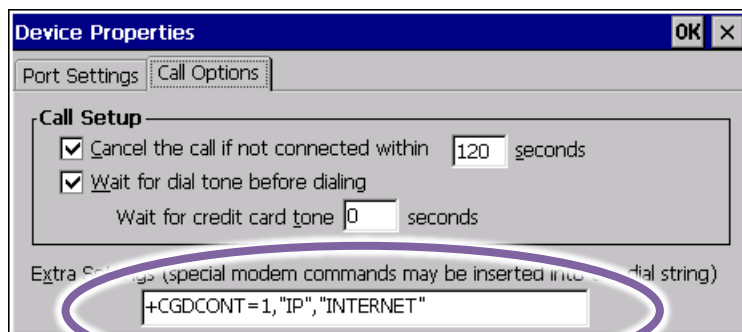 Device Properties OK ×
Port Settings Call Options
Call Setup
Cancel the call if not connected within 120 seconds
Wait for dial tone before dialing
Wait for credit card tone 0 seconds
Extra (special modem commands may be inserted dial string)
+CGDCONT=1,"IP","INTERNET"